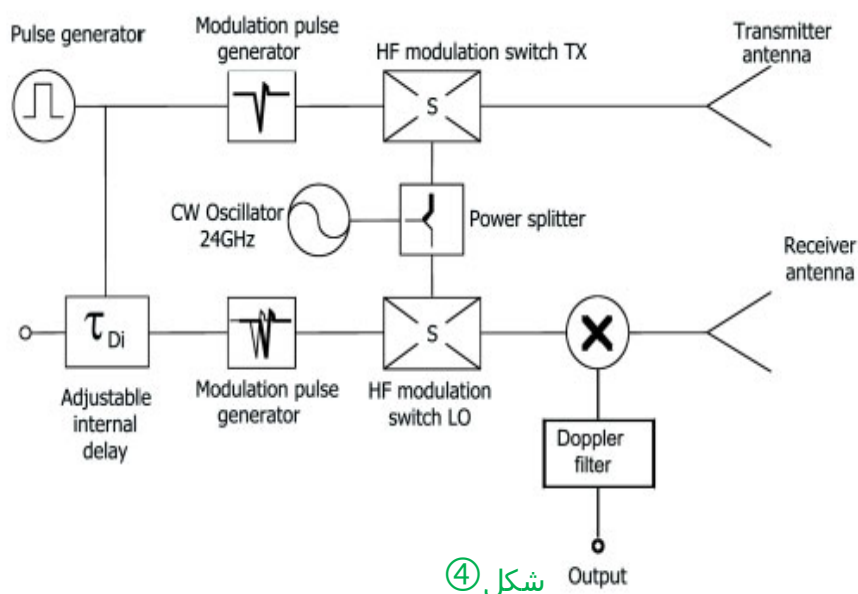 Pulse generator
Modulation pulse
generator
HF modulation switch TX
Transmitter
antenna
S
CW Oscillator
24GHz
Power splitter
Receiver
antenna
τDi
S
Adjustable
internal
delay
Modulation pulse
generator
HF modulation
switch LO
Doppler
filter
Output
شكل ④